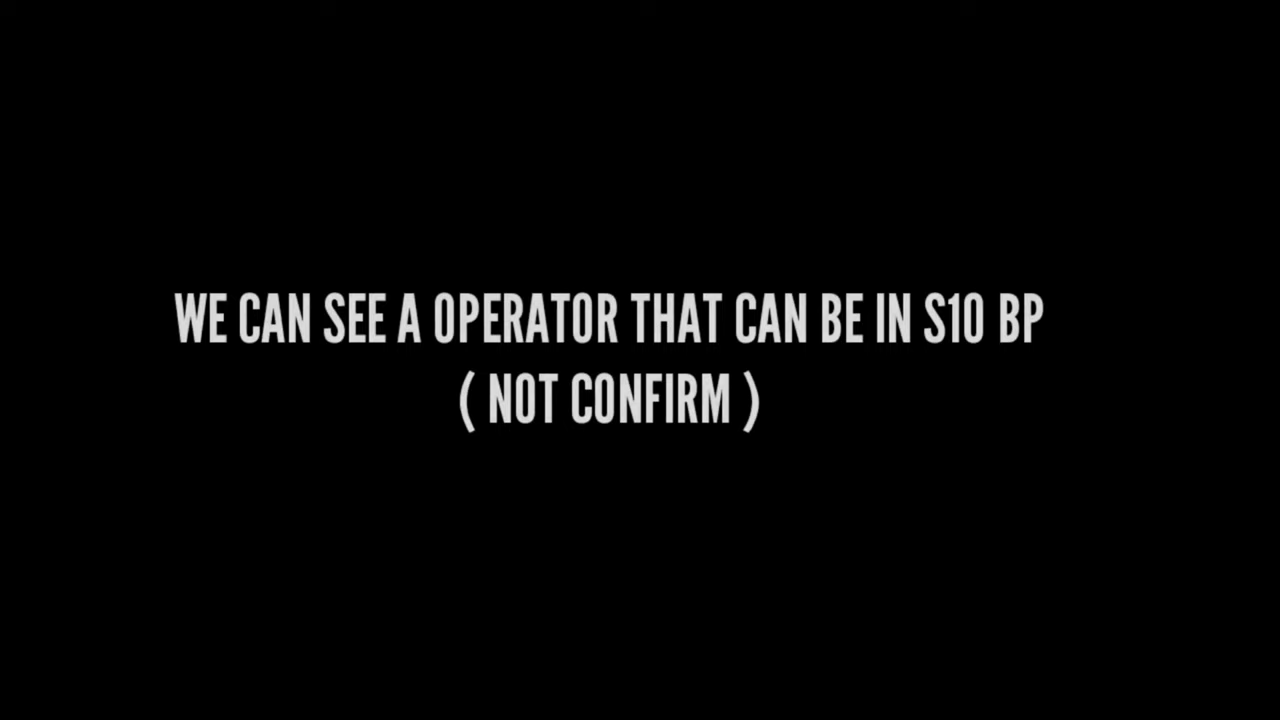 WE CAN SEE A OPERATOR THAT CAN BE IN S10 BP
( NOT CONFIRM )